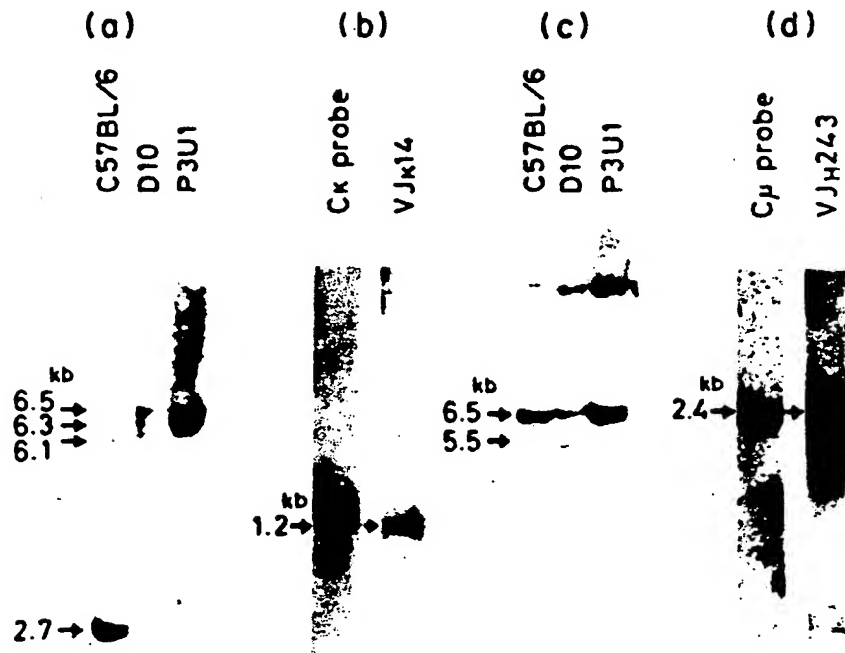 (a)
C57BL/6
D10
P3U1
kb
6.5
6.3
6.1
2.7
(b)
Cκ probe
VJκ14
kb
1.2
(c)
C57BL/6
D10
P3U1
6.5
5.5
(d)
Cμ probe
VJH243
kb
2.4